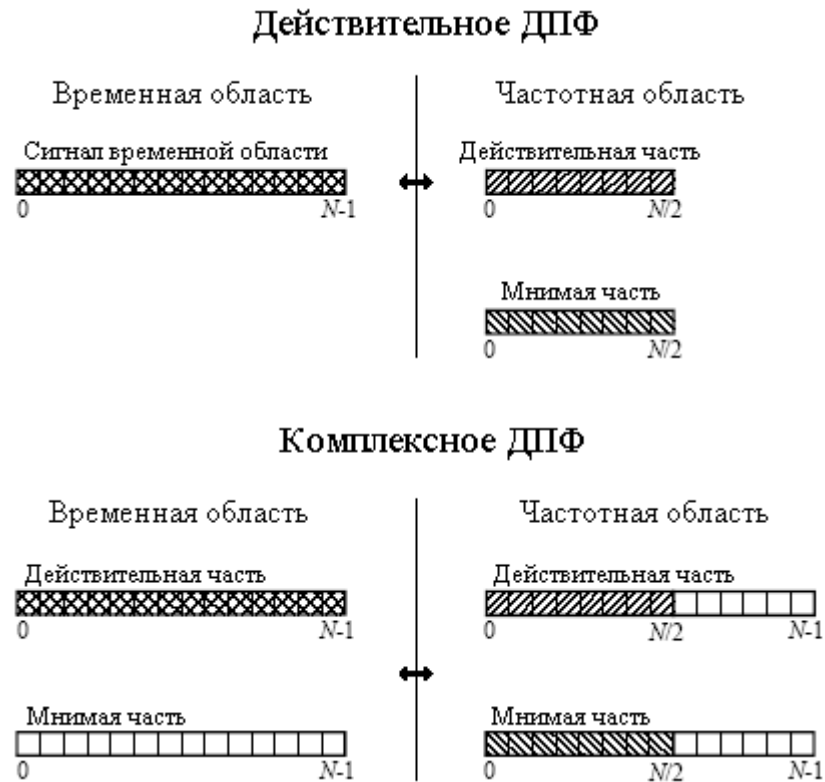 Действительное ДПФ
Временная область
Частотная область
Сигнал временной области
Действительная часть
0 N-1
0 N/2
Мнимая часть
0 N/2
Комплексное ДПФ
Временная область
Частотная область
Действительная часть
Действительная часть
0 N-1
0 N/2 N-1
Мнимая часть
Мнимая часть
0 N-1
0 N/2 N-1